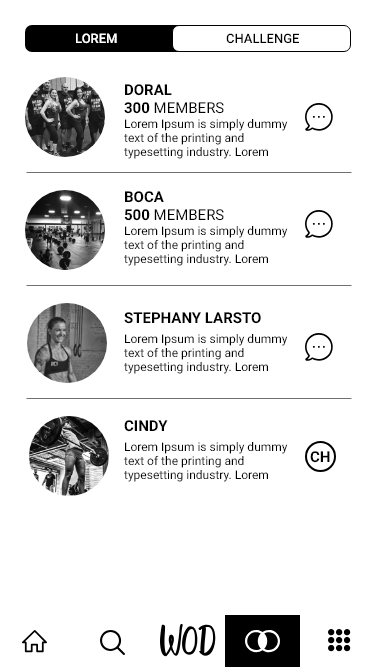 LOREM CHALLENGE
DORAL
300 MEMBERS
Lorem Ipsum is simply dummy
text of the printing and
typesetting industry. Lorem
BOCA
500 MEMBERS
Lorem Ipsum is simply dummy
text of the printing and
typesetting industry. Lorem
STEPHANY LARSTO
Lorem Ipsum is simply dummy
text of the printing and
typesetting industry. Lorem
CINDY
Lorem Ipsum is simply dummy
text of the printing and
typesetting industry. Lorem
CH
WOD